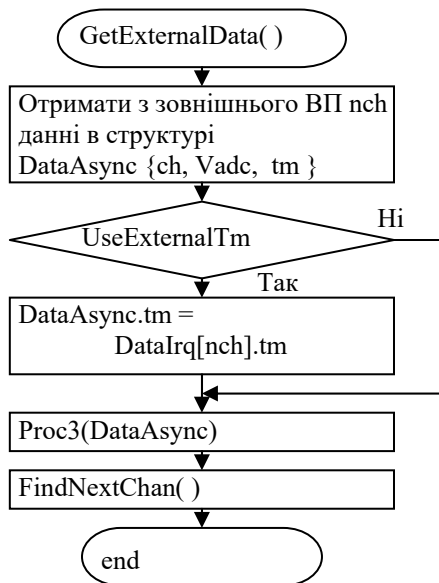 GetExternalData( )
Отримати з зовнішнього ВП nch
данні в структурі
DataAsync {ch, Vadc, tm }
Ні
UseExternalTm
Так
DataAsync.tm =
DataIrq[nch].tm
Proc3(DataAsync)
FindNextChan( )
end